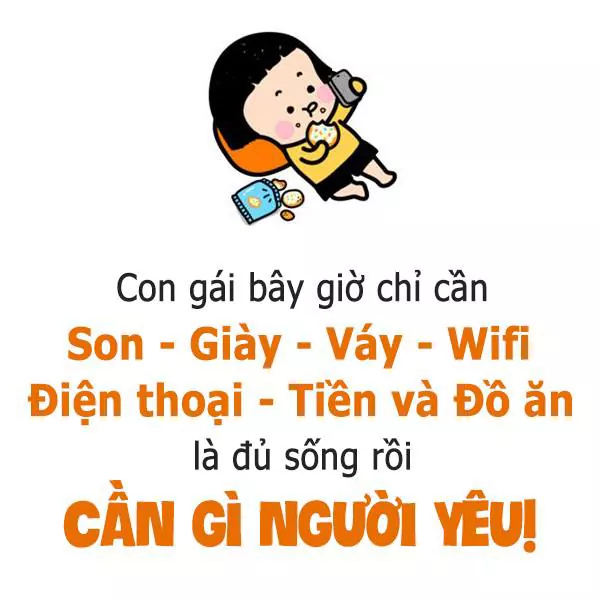 Con gái bây giờ chỉ cần
Son - Giày - Váy - Wifi
Điện thoại - Tiền và Đồ ăn
là đủ sống rồi
CẦN GÌ NGƯỜI YÊU!